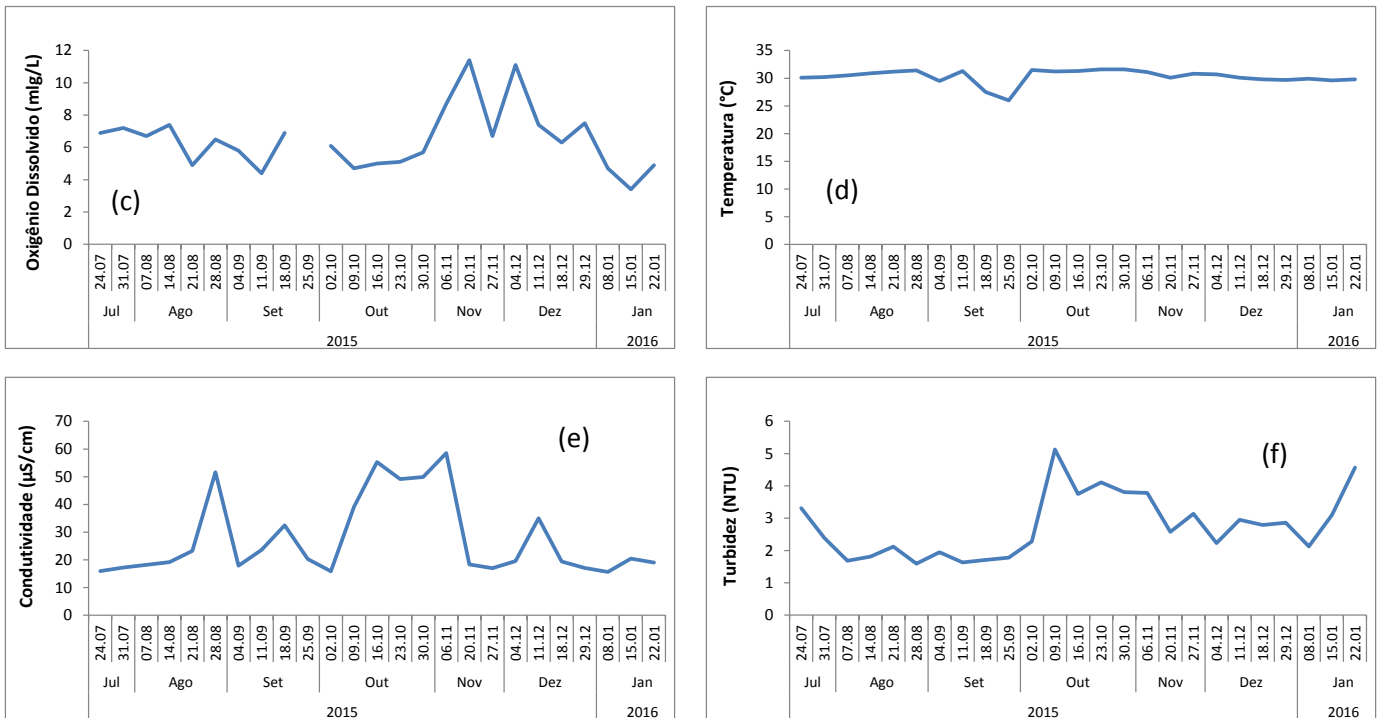 Oxigênio Dissolvido (mlg/L)
12
10
8
6
4
2
0
(c)
24.07 31.07 07.08 14.08 21.08 28.08 04.09 11.09 18.09 25.09 02.10 09.10 16.10 23.10 30.10 06.11 20.11 27.11 04.12 11.12 18.12 29.12 08.01 15.01 22.01
Jul Ago Set Out Nov Dez Jan
2015 2016
Temperatura (°C)
35
30
25
20
15
10
5
0
(d)
24.07 31.07 07.08 14.08 21.08 28.08 04.09 11.09 18.09 25.09 02.10 09.10 16.10 23.10 30.10 06.11 20.11 27.11 04.12 11.12 18.12 29.12 08.01 15.01 22.01
Jul Ago Set Out Nov Dez Jan
2015 2016
Condutividade (µS/cm)
70
60
50
40
30
20
10
0
(e)
24.07 31.07 07.08 14.08 21.08 28.08 04.09 11.09 18.09 25.09 02.10 09.10 16.10 23.10 30.10 06.11 20.11 27.11 04.12 11.12 18.12 29.12 08.01 15.01 22.01
Jul Ago Set Out Nov Dez Jan
2015 2016
Turbidez (NTU)
6
5
4
3
2
1
0
(f)
24.07 31.07 07.08 14.08 21.08 28.08 04.09 11.09 18.09 25.09 02.10 09.10 16.10 23.10 30.10 06.11 20.11 27.11 04.12 11.12 18.12 29.12 08.01 15.01 22.01
Jul Ago Set Out Nov Dez Jan
2015 2016